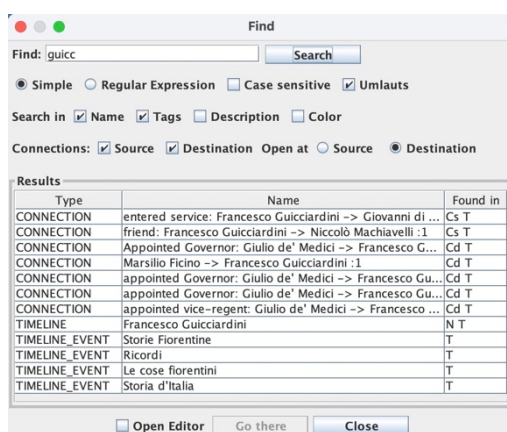 Find
Find: guicc Search
Simple Regular Expression Case sensitive Umlauts
Search in Name Tags Description Color
Connections: Source Destination Open at Source Destination
Results
Type Name Found in
CONNECTION entered service: Francesco Guicciardini -> Giovanni di ... Cs T
CONNECTION friend: Francesco Guicciardini -> Niccolò Machiavelli :1 Cs T
CONNECTION Appointed Governor: Giulio de' Medici -> Francesco G... Cd T
CONNECTION Marsilio Ficino -> Francesco Guicciardini :1 Cd T
CONNECTION appointed Governor: Giulio de' Medici -> Francesco Gu... Cd T
CONNECTION appointed Governor: Giulio de' Medici -> Francesco Gu... Cd T
CONNECTION appointed vice-regent: Giulio de' Medici -> Francesco ... Cd T
TIMELINE Francesco Guicciardini N T
TIMELINE_EVENT Storie Fiorentine T
TIMELINE_EVENT Ricordi T
TIMELINE_EVENT Le cose fiorentini T
TIMELINE_EVENT Storia d'Italia T
Open Editor Go there Close